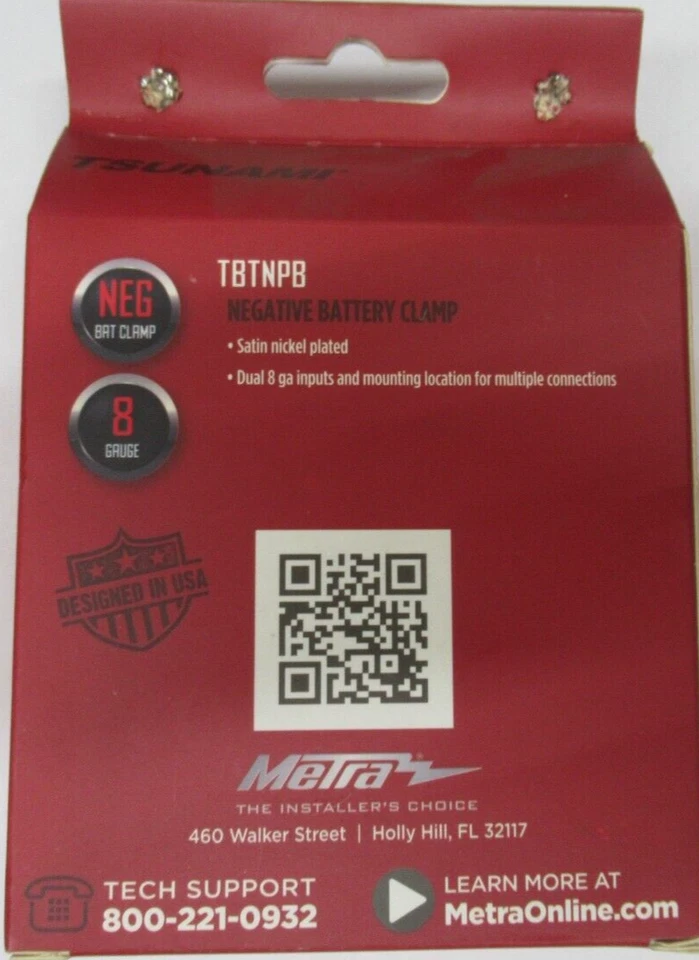 TSUNAMI
NEG
BAT CLAMP
TBTNPB
NEGATIVE BATTERY CLAMP
• Satin nickel plated
• Dual 8 ga inputs and mounting location for multiple connections
8
GAUGE
DESIGNED IN USA
Metra®
THE INSTALLER'S CHOICE
460 Walker Street | Holly Hill, FL 32117
TECH SUPPORT
800-221-0932
LEARN MORE AT
MetraOnline.com